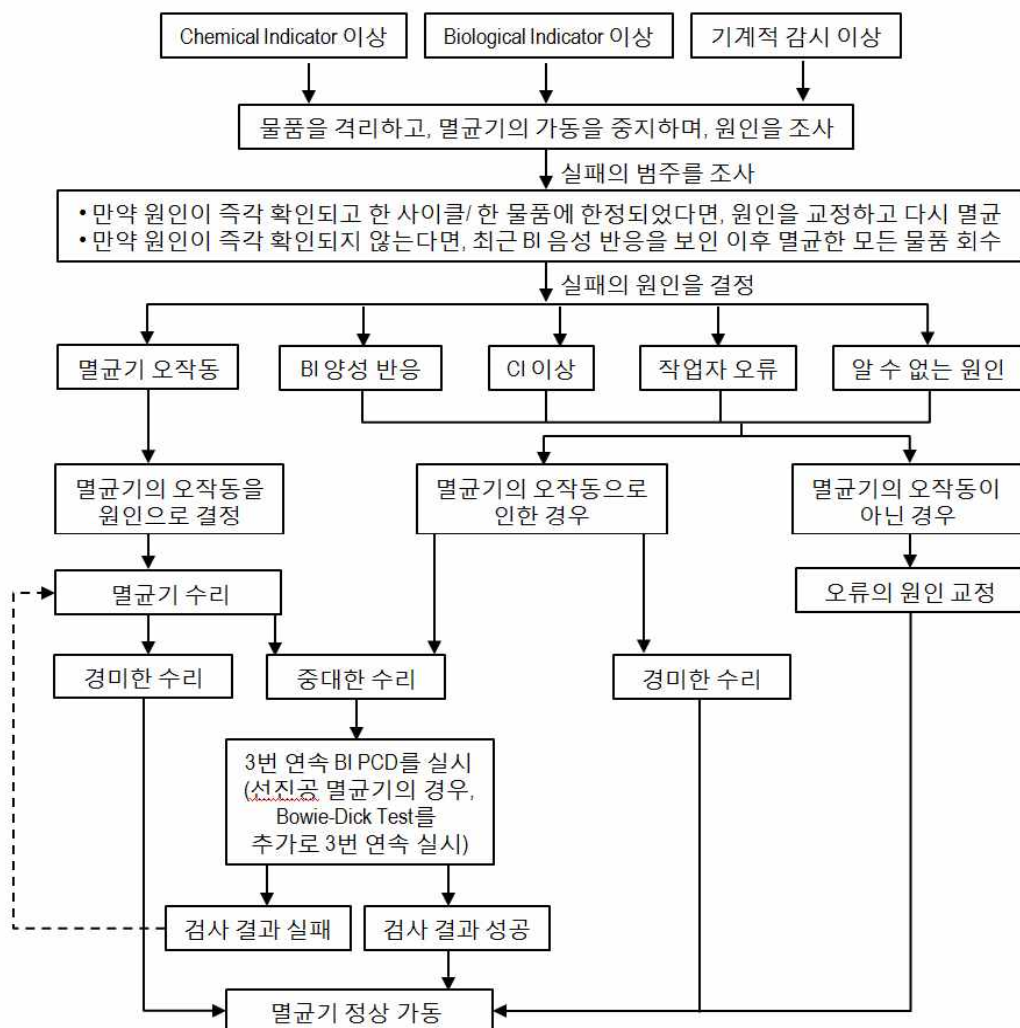 Chemical Indicator 이상
Biological Indicator 이상
기계적 감시 이상
물품을 격리하고, 멸균기의 가동을 중지하며, 원인을 조사
실패의 범주를 조사
• 만약 원인이 즉각 확인되고 한 사이클/ 한 물품에 한정되었다면, 원인을 교정하고 다시 멸균
• 만약 원인이 즉각 확인되지 않는다면, 최근 BI 음성 반응을 보인 이후 멸균한 모든 물품 회수
실패의 원인을 결정
멸균기 오작동
BI 양성 반응
CI 이상
작업자 오류
알 수 없는 원인
멸균기의 오작동을
원인으로 결정
멸균기의 오작동으로
인한 경우
멸균기의 오작동이
아닌 경우
멸균기 수리
오류의 원인 교정
경미한 수리
중대한 수리
경미한 수리
3번 연속 BI PCD를 실시
(선진공 멸균기의 경우,
Bowie-Dick Test를
추가로 3번 연속 실시)
검사 결과 실패
검사 결과 성공
멸균기 정상 가동